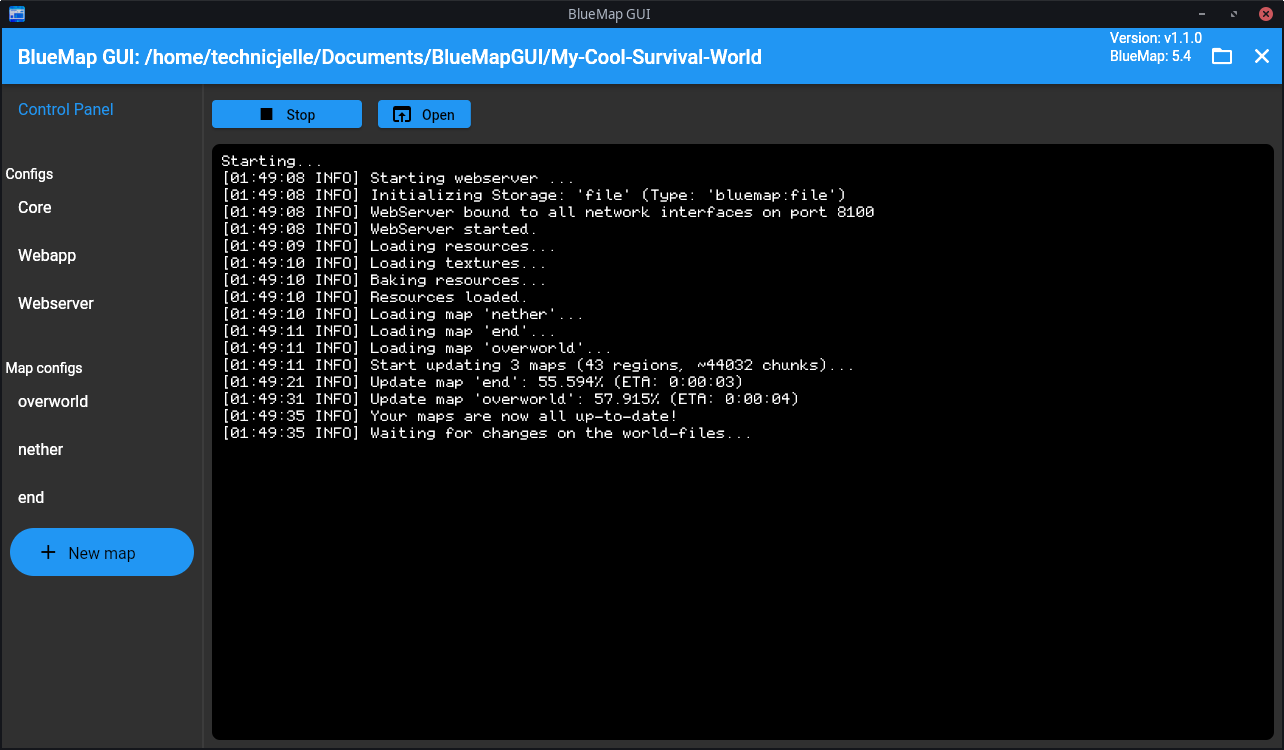 BlueMap GUI
BlueMap GUI: /home/technicjelle/Documents/BlueMapGUI/My-Cool-Survival-World
Version: v1.1.0
BlueMap: 5.4
Control Panel
Configs
Core
Webapp
Webserver
Map configs
overworld
nether
end
New map
Stop
Open
Starting...
[01:49:08 INFO] Starting webserver ...
[01:49:08 INFO] Initializing Storage: 'file' (Type: 'bluemap:file')
[01:49:08 INFO] WebServer bound to all network interfaces on port 8100
[01:49:08 INFO] WebServer started.
[01:49:09 INFO] Loading resources...
[01:49:10 INFO] Loading textures...
[01:49:10 INFO] Baking resources...
[01:49:10 INFO] Resources loaded.
[01:49:10 INFO] Loading map 'nether'...
[01:49:11 INFO] Loading map 'end'...
[01:49:11 INFO] Loading map 'overworld'...
[01:49:11 INFO] Start updating 3 maps (43 regions, ~44032 chunks)...
[01:49:21 INFO] Update map 'end': 55.594% (ETA: 0:00:03)
[01:49:31 INFO] Update map 'overworld': 57.915% (ETA: 0:00:04)
[01:49:35 INFO] Your maps are now all up-to-date!
[01:49:35 INFO] Waiting for changes on the world-files...